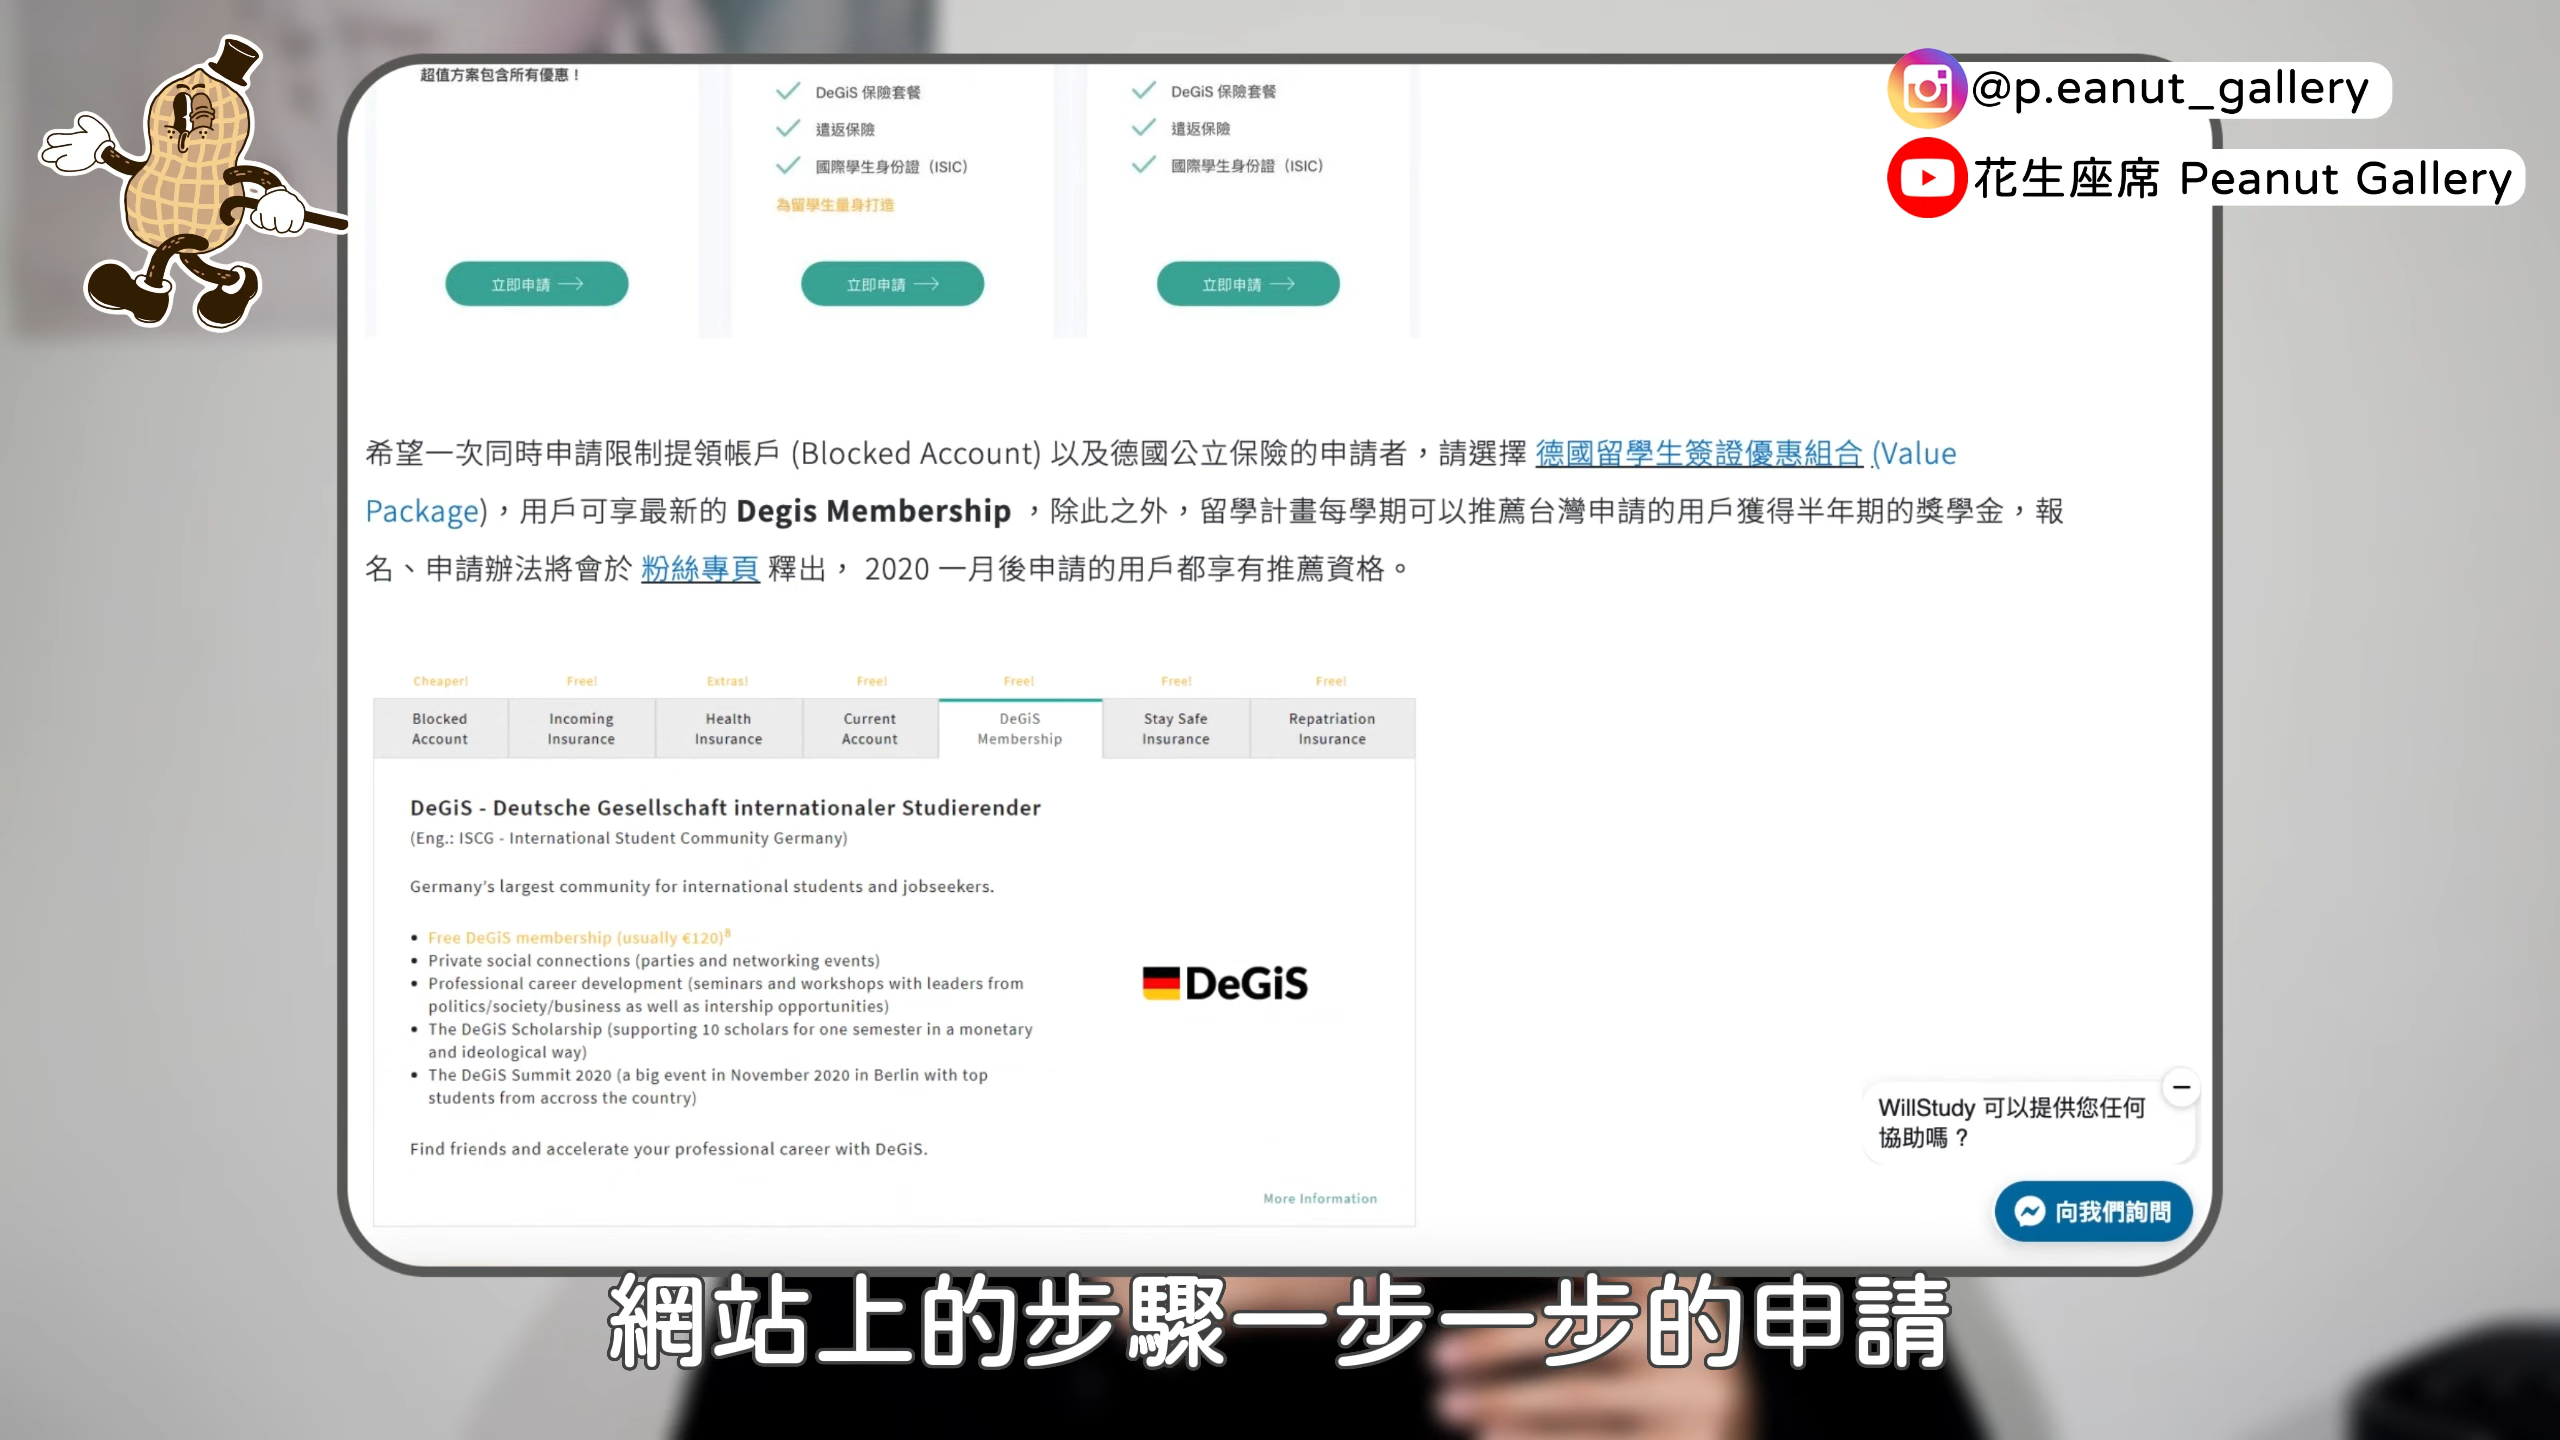 @p.eanut_gallery
花生座席 Peanut Gallery
超值方案包含所有優惠！
DeGiS 保險套餐
遣返保險
國際學生身份證（ISIC）
為留學生量身打造
立即申請
立即申請
DeGiS 保險套餐
遣返保險
國際學生身份證（ISIC）
立即申請
希望一次同時申請限制提領帳戶 (Blocked Account) 以及德國公立保險的申請者，請選擇 德國留學生簽證優惠組合 (Value
Package)，用戶可享最新的 Degis Membership ，除此之外，留學計畫每學期可以推薦台灣申請的用戶獲得半年期的獎學金，報
名、申請辦法將會於 粉絲專頁 釋出， 2020 一月後申請的用戶都享有推薦資格。
Cheaper!
Free!
Extras!
Free!
Free!
Free!
Free!
Blocked
Account
Incoming
Insurance
Health
Insurance
Current
Account
DeGiS
Membership
Stay Safe
Insurance
Repatriation
Insurance
DeGiS - Deutsche Gesellschaft internationaler Studierender
(Eng.: ISCG - International Student Community Germany)
Germany's largest community for international students and jobseekers.
• Free DeGiS membership (usually €120)⁸
• Private social connections (parties and networking events)
• Professional career development (seminars and workshops with leaders from
politics/society/business as well as intership opportunities)
• The DeGiS Scholarship (supporting 10 scholars for one semester in a monetary
and ideological way)
• The DeGiS Summit 2020 (a big event in November 2020 in Berlin with top
students from accross the country)
Find friends and accelerate your professional career with DeGiS.
More Information
DeGiS
WillStudy 可以提供您任何
協助嗎？
向我們詢問
網站上的步驟一步一步的申請